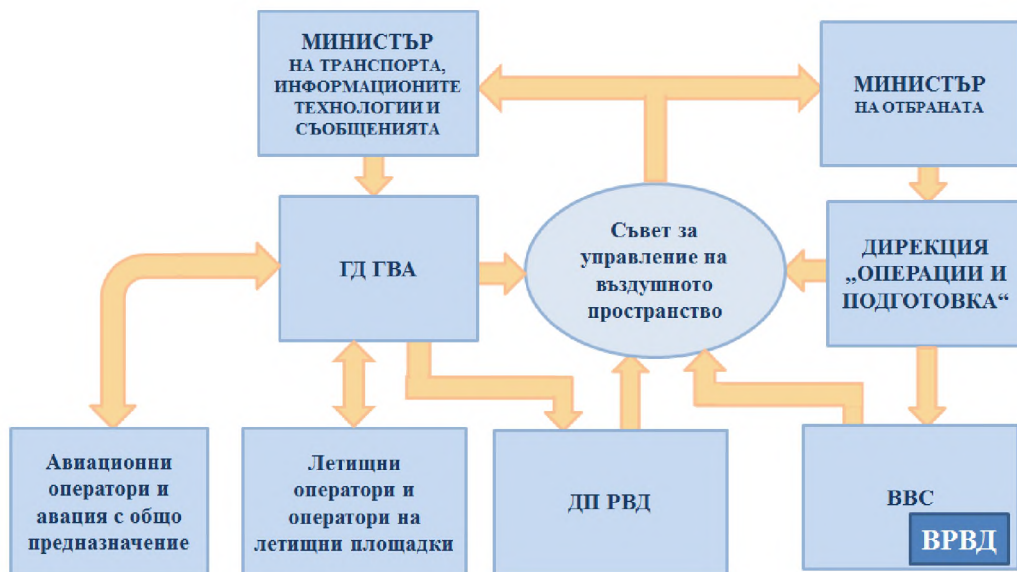 МИНИСТЪР
НА ТРАНСПОРТА,
ИНФОРМАЦИОНИТЕ
ТЕХНОЛОГИИ И
СЪОБЩЕНИЯТА
МИНИСТЪР
НА ОТБРАНАТА
ГД ГВА
Съвет за
управление на
въздушното
пространство
ДИРЕКЦИЯ
„ОПЕРАЦИИ И
ПОДГОТОВКА“
Авиационни
оператори и
авация с общо
предназначение
Летищни
оператори и
оператори на
летищни площадки
ДП РВД
ВВС
ВРВД